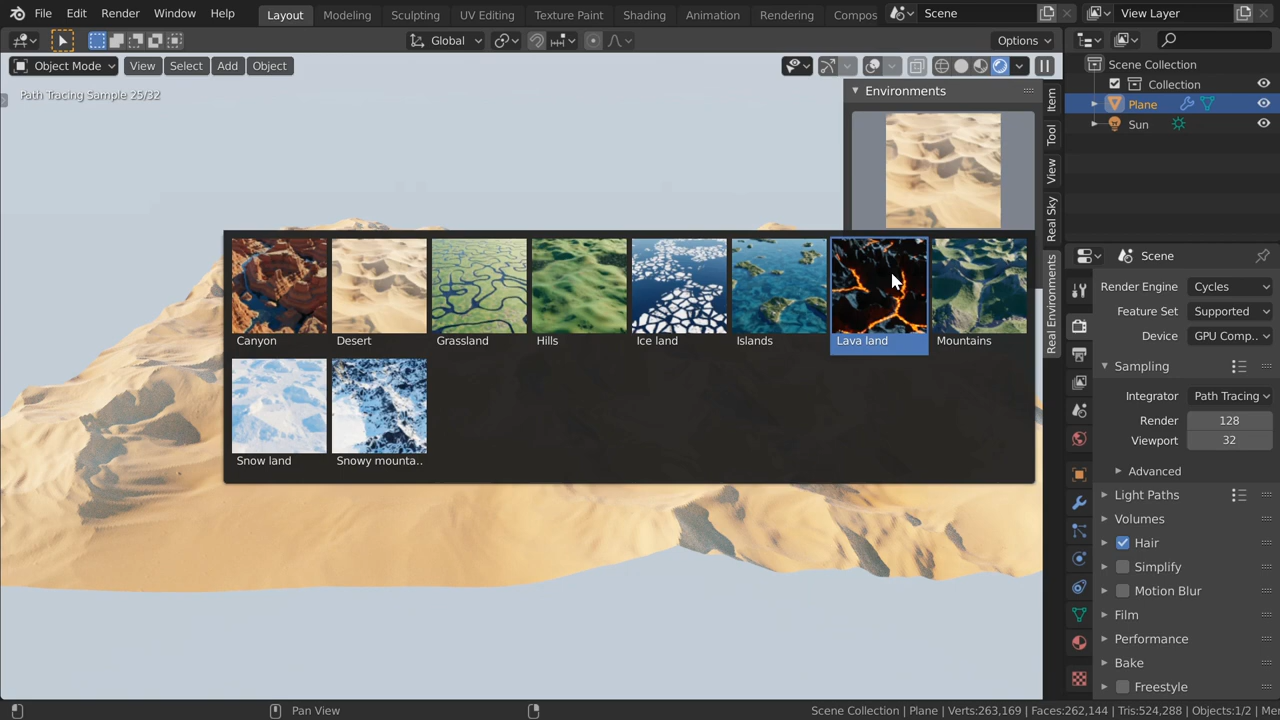 File Edit Render Window Help Layout Modeling Sculpting UV Editing Texture Paint Shading Animation Rendering Compos Scene View Layer
Global Options
Object Mode View Select Add Object
Path Tracing Sample 25/32
Environments
Item
Tool
View
Real Sky
Real Environments
Canyon Desert Grassland Hills Ice land Islands Lava land Mountains
Snow land Snowy mounta..
Scene Collection
Collection
Plane
Sun
Scene
Render Engine Cycles
Feature Set Supported
Device GPU Comp..
Sampling
Integrator Path Tracing
Render 128
Viewport 32
Advanced
Light Paths
Volumes
Hair
Simplify
Motion Blur
Film
Performance
Bake
Freestyle
Pan View
Scene Collection | Plane | Verts:263,169 | Faces:262,144 | Tris:524,288 | Objects:1/2 | Mer